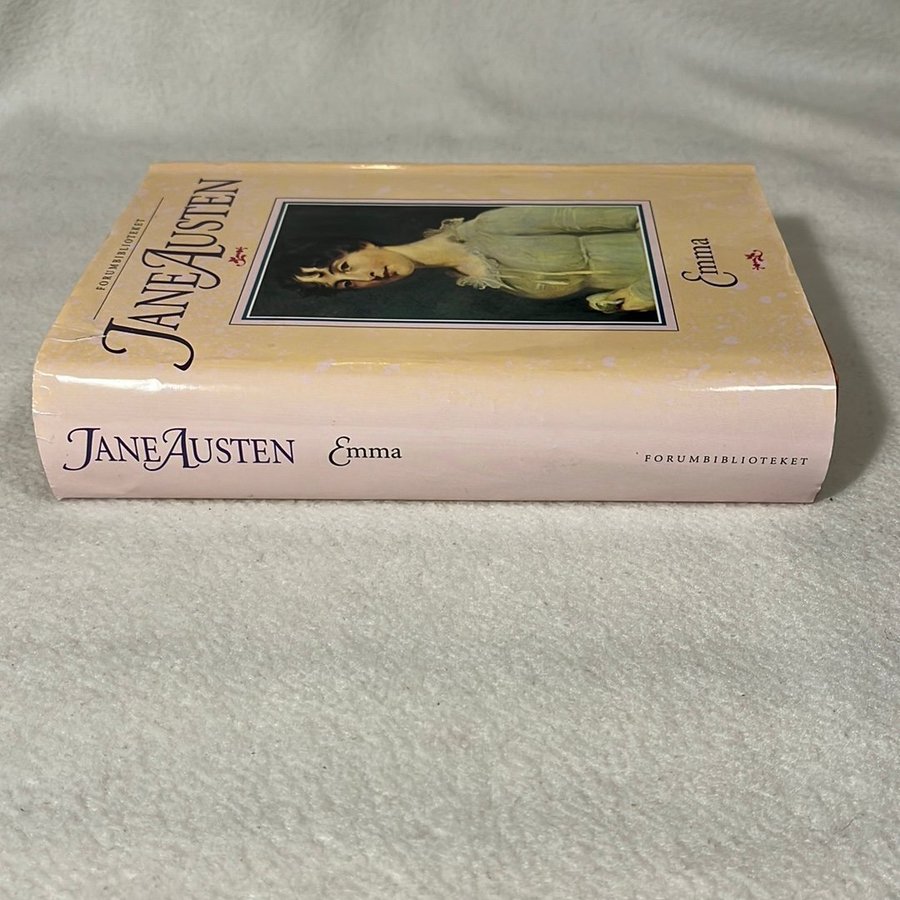 FORUMBIBLIOTEKET
JANE AUSTEN
Emma
JANE AUSTEN Emma FORUMBIBLIOTEKET